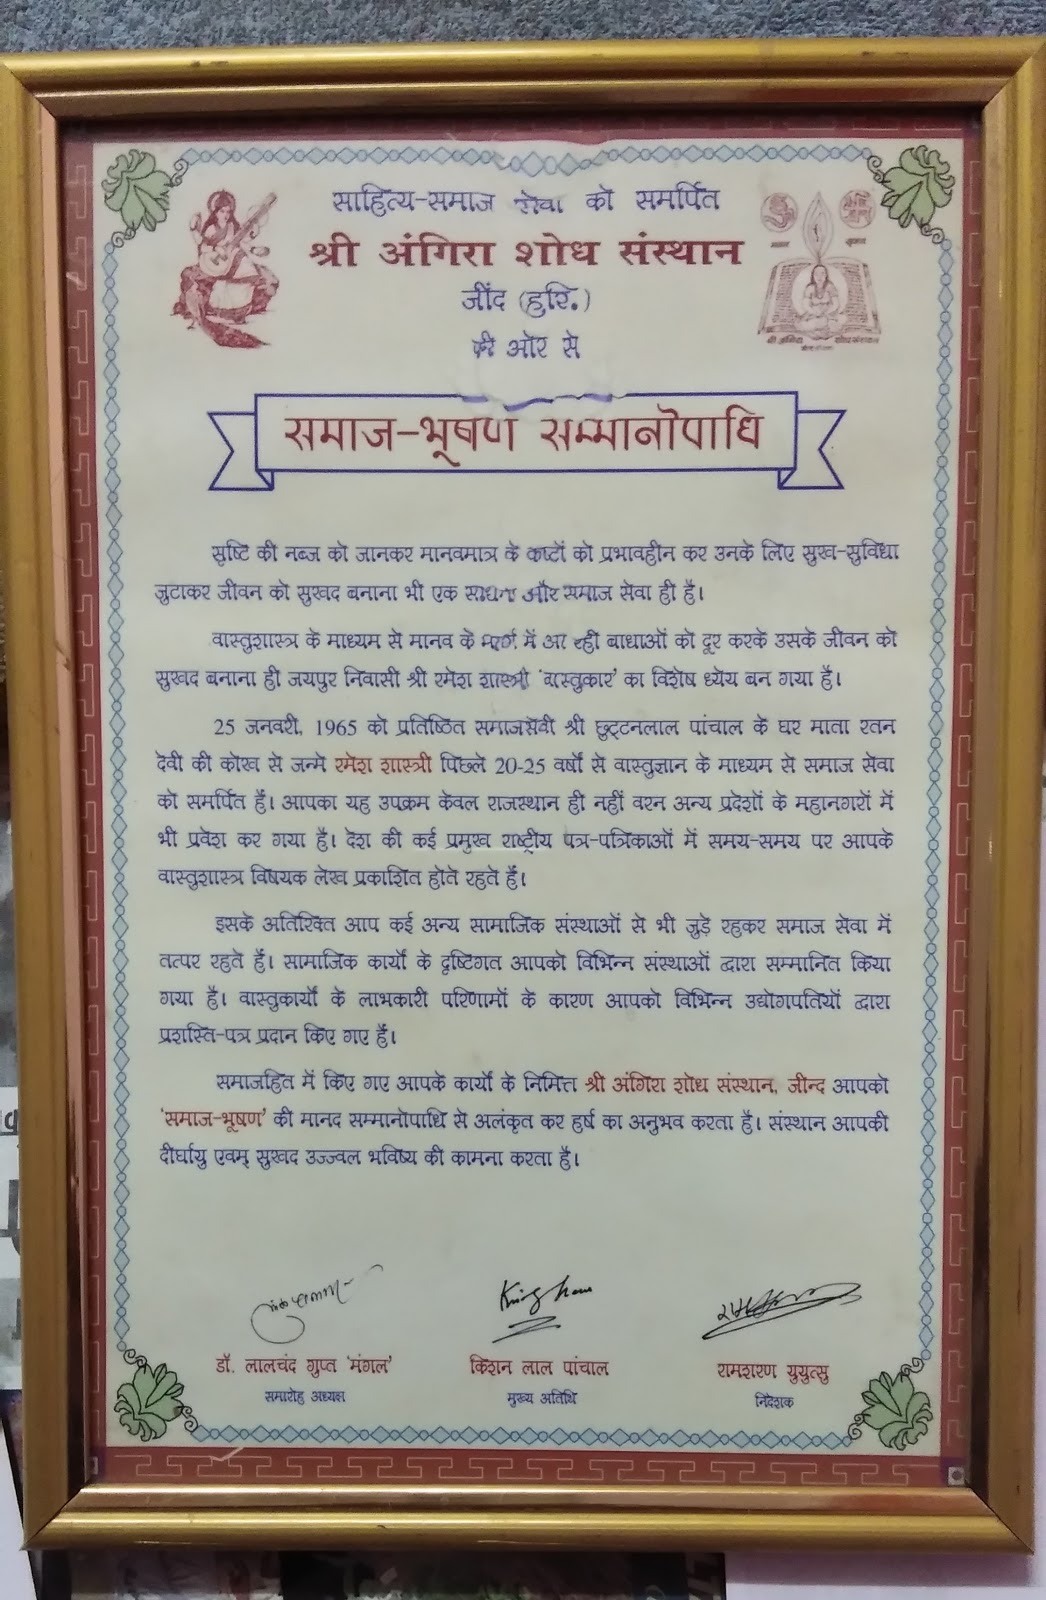 साहित्य-समाज सेवा को समर्पित
श्री अंगिरा शोध संस्थान
जींद (हरि.)
की ओर से
समाज-भूषण सम्मानोपाधि
सृष्टि की नब्ज को जानकर मानवमात्र के कष्टों को प्रभावहीन कर उनके लिए सुख-सुविधा
जुटाकर जीवन को सुखद बनाना भी एक साधना और समाज सेवा ही है।
वास्तुशास्त्र के माध्यम से मानव के मार्ग में आ रही बाधाओं को दूर करके उसके जीवन को
सुखद बनाना ही जयपुर निवासी श्री रमेश शास्त्री 'वास्तुकार' का विशेष ध्येय बन गया है।
25 जनवरी, 1965 को प्रतिष्ठित समाजसेवी श्री छुट्टनलाल पांचाल के घर माता रतन
देवी की कोख से जन्मे रमेश शास्त्री पिछले 20-25 वर्षों से वास्तुज्ञान के माध्यम से समाज सेवा
को समर्पित हैं। आपका यह उपक्रम केवल राजस्थान ही नहीं वरन अन्य प्रदेशों के महानगरों में
भी प्रवेश कर गया है। देश की कई प्रमुख राष्ट्रीय पत्र-पत्रिकाओं में समय-समय पर आपके
वास्तुशास्त्र विषयक लेख प्रकाशित होते रहते हैं।
इसके अतिरिक्त आप कई अन्य सामाजिक संस्थाओं से भी जुड़े रहकर समाज सेवा में
तत्पर रहते हैं। सामाजिक कार्यों के दृष्टिगत आपको विभिन्न संस्थाओं द्वारा सम्मानित किया
गया है। वास्तुकार्यों के लाभकारी परिणामों के कारण आपको विभिन्न उद्योगपतियों द्वारा
प्रशस्ति-पत्र प्रदान किए गए हैं।
समाजहित में किए गए आपके कार्यों के निमित्त श्री अंगिरा शोध संस्थान, जीन्द आपको
'समाज-भूषण' की मानद सम्मानोपाधि से अलंकृत कर हर्ष का अनुभव करता है। संस्थान आपकी
दीर्घायु एवम् सुखद उज्ज्वल भविष्य की कामना करता है।
डॉ. लालचंद गुप्त 'मंगल' किशन लाल पांचाल रामशरण युयुत्सु
समारोह अध्यक्ष मुख्य अतिथि निदेशक